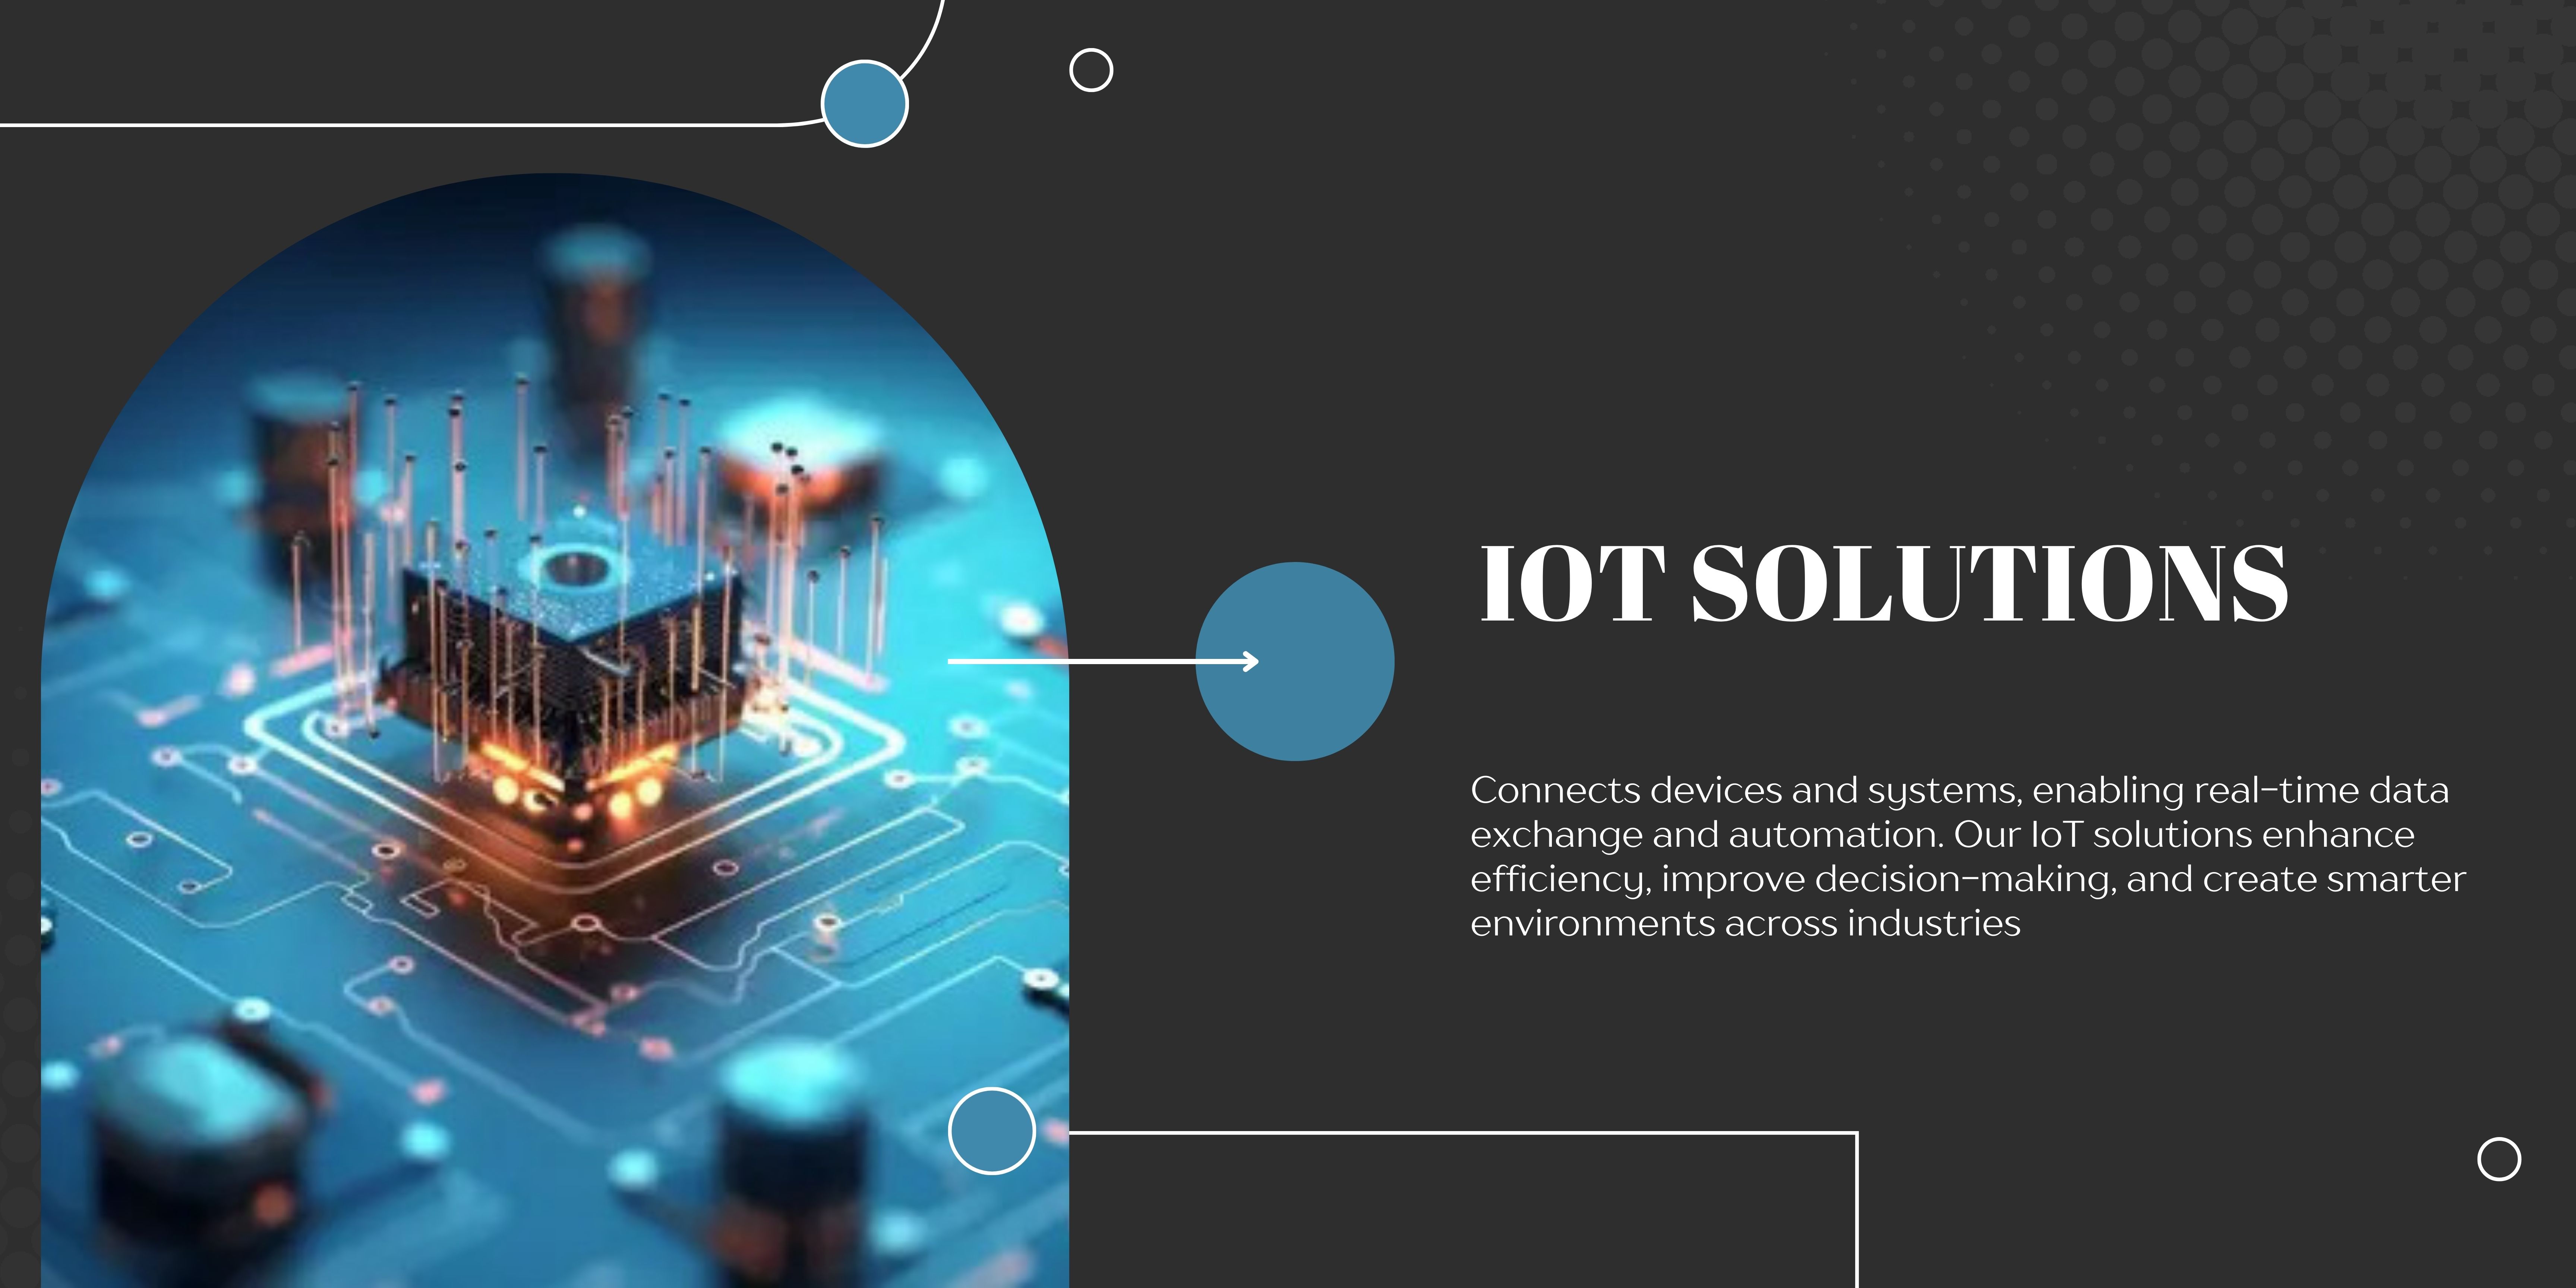 IOT SOLUTIONS
Connects devices and systems, enabling real-time data
exchange and automation. Our IoT solutions enhance
efficiency, improve decision-making, and create smarter
environments across industries